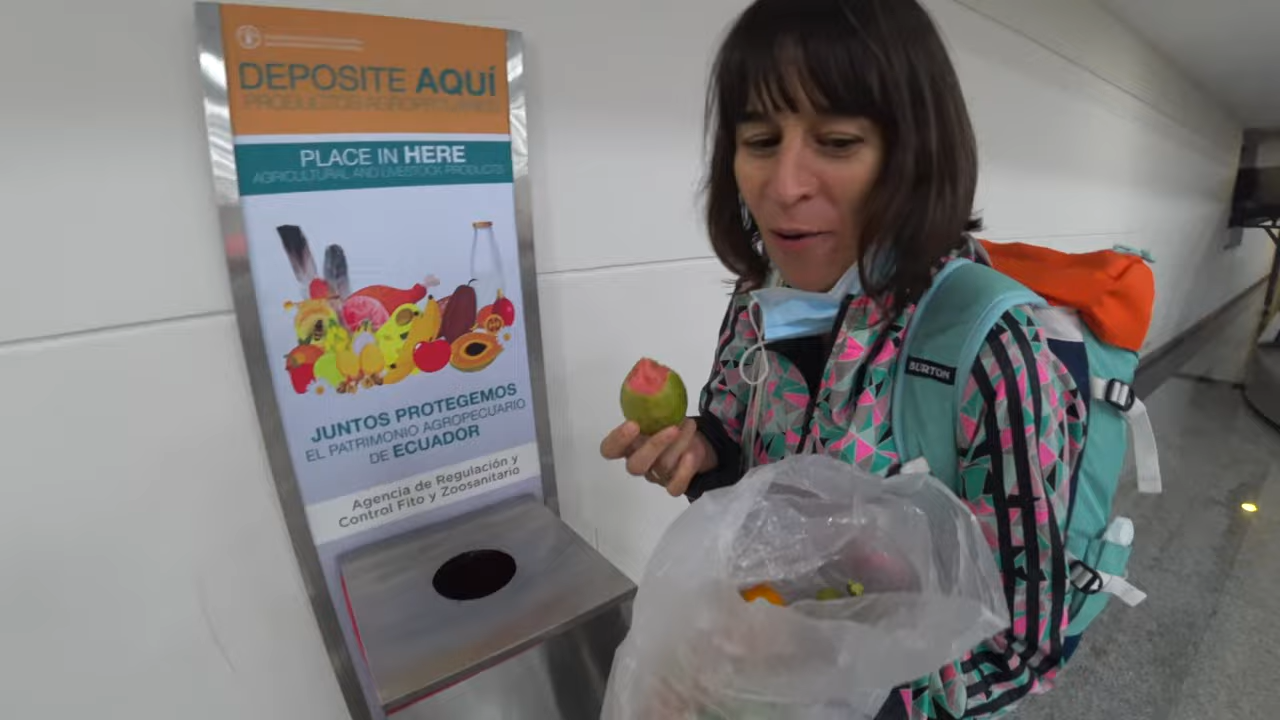 DEPOSITE AQUÍ
PRODUCTOS AGROPECUARIOS
PLACE IN HERE
AGRICULTURAL AND LIVESTOCK PRODUCTS
JUNTOS PROTEGEMOS
EL PATRIMONIO AGROPECUARIO
DE ECUADOR
Agencia de Regulación y
Control Fito y Zoosanitario
BURTON